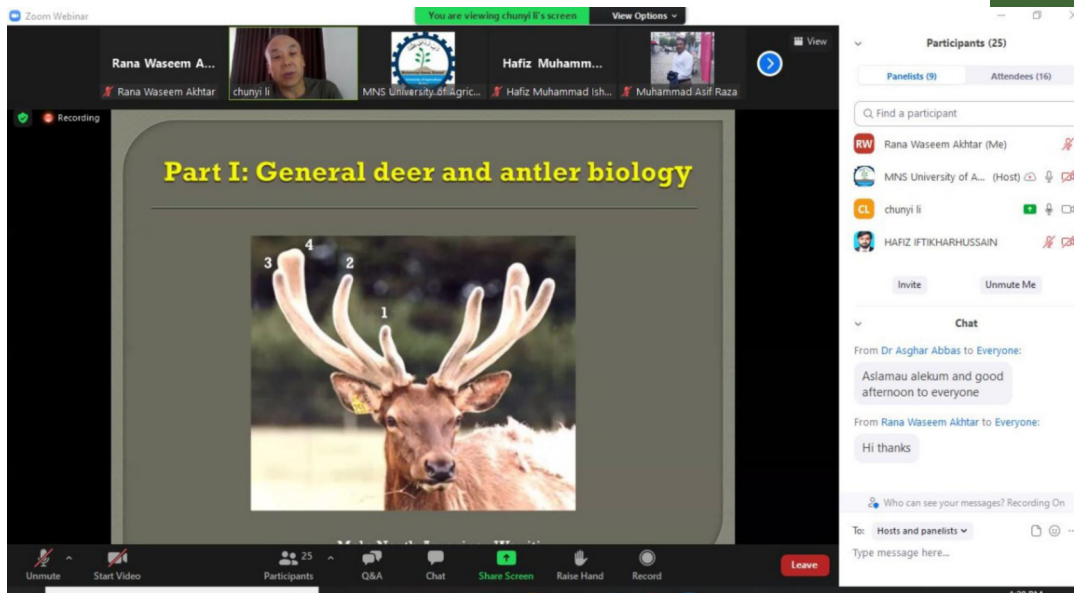 Zoom Webinar
You are viewing chunyi li's screen View Options
Rana Waseem A...
Rana Waseem Akhtar
chunyi li
MNS University of Agric...
Hafiz Muhamm...
Hafiz Muhammad Ish...
Muhammad Asif Raza
View
Recording
Part I: General deer and antler biology
4
3
2
1
Unmute
Start Video
25
Participants
Q&A
Chat
Share Screen
Raise Hand
Record
Leave
Participants (25)
Panelists (9) Attendees (16)
Find a participant
RW Rana Waseem Akhtar (Me)
MNS University of A... (Host)
CL chunyi li
HAFIZ IFTIKHARHUSSAIN
Invite Unmute Me
Chat
From Dr Asghar Abbas to Everyone:
Aslamau alekum and good
afternoon to everyone
From Rana Waseem Akhtar to Everyone:
Hi thanks
Who can see your messages? Recording On
To: Hosts and panelists
Type message here...